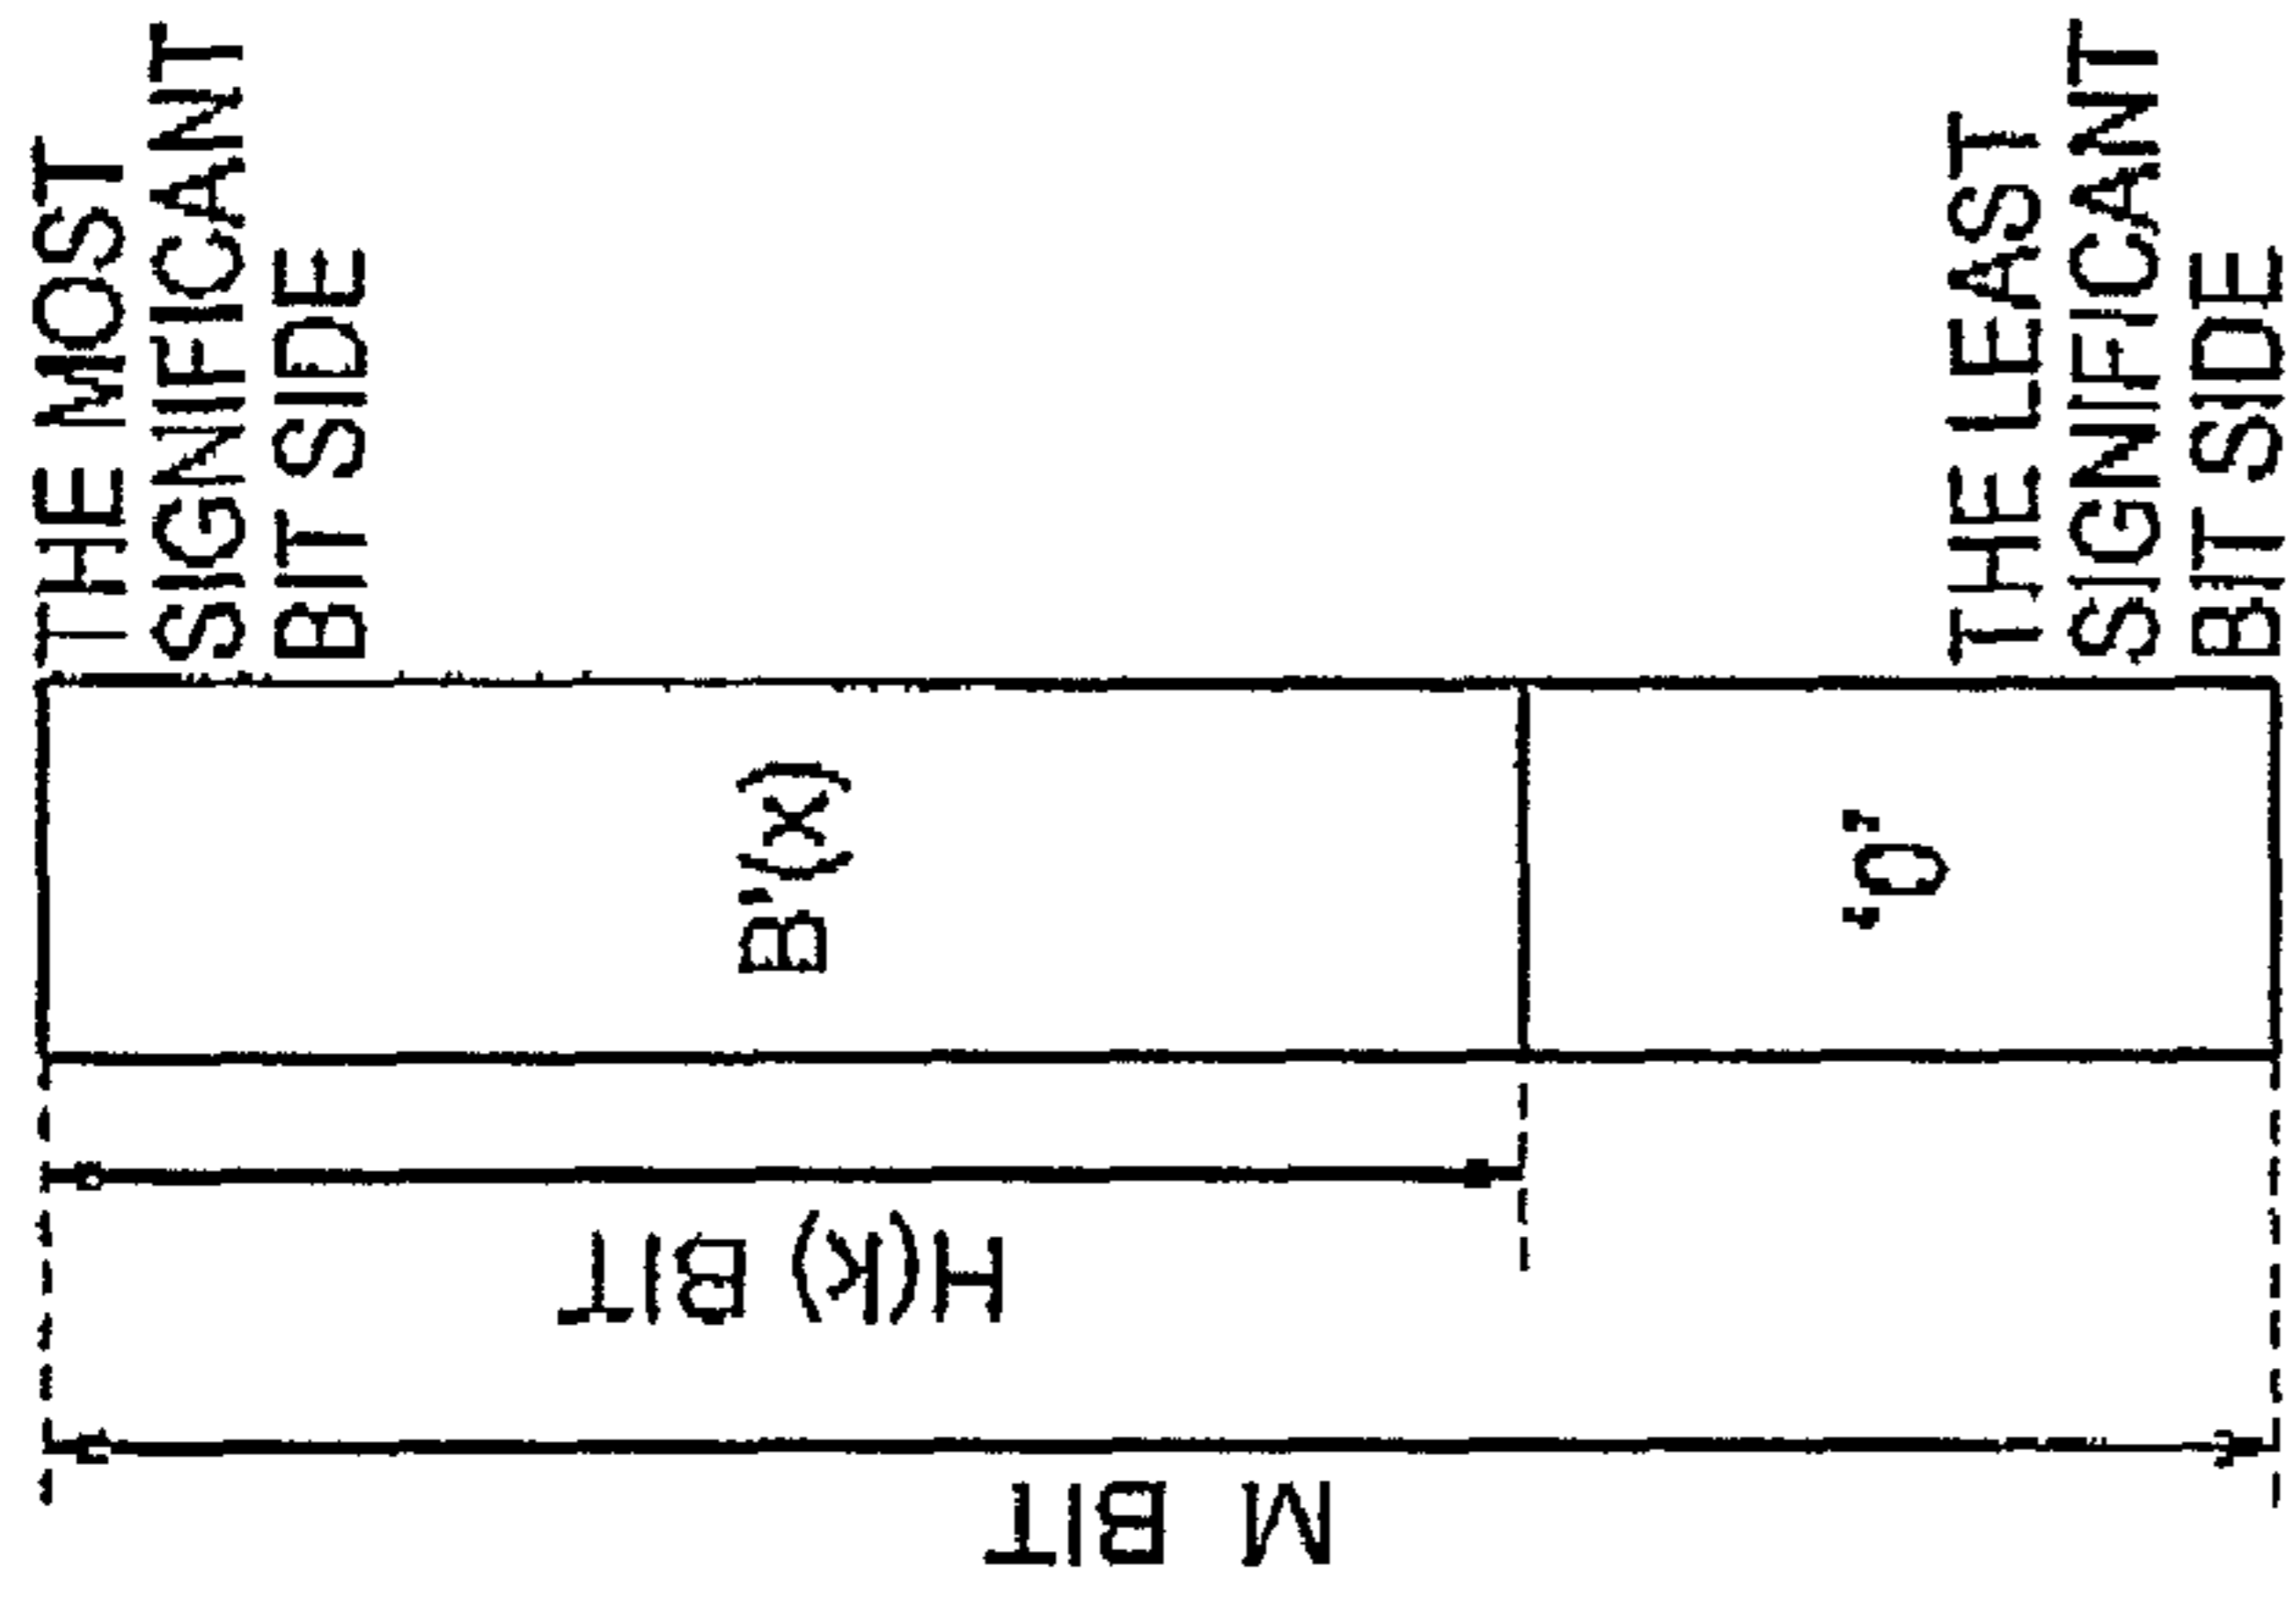 THE MOST
SIGNIFICANT
BIT SIDE
THE LEAST
SIGNIFICANT
BIT SIDE
B'(x)
‘0’
H(k) BIT
M BIT